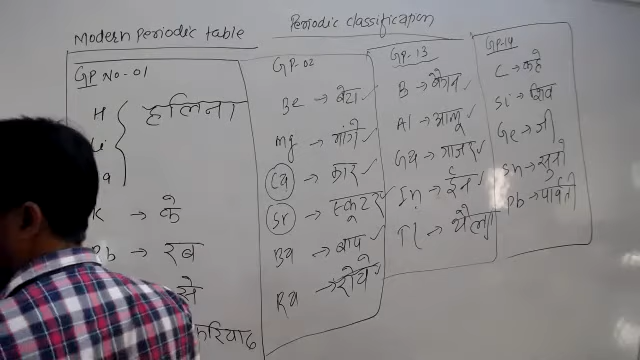 Modern Periodic table
Periodic classification
GP No-01
H
Li
a
हलिना
K → के
Rb → रब
से
फरियाद
GP-02
Be → बेटा ✓
Mg → मांगे ✓
Ca → कार ✓
Sr → स्कूटर ✓
Ba → बाप ✓
Ra → रोये ✓
GP-13
B → बैगन ✓
Al → आलू ✓
Ga → गाजर ✓
In → इन ✓
Tl → थैला
GP-14
C → कहे
Si → शिव
Ge → जी
Sn → सुनो
Pb → पार्वती